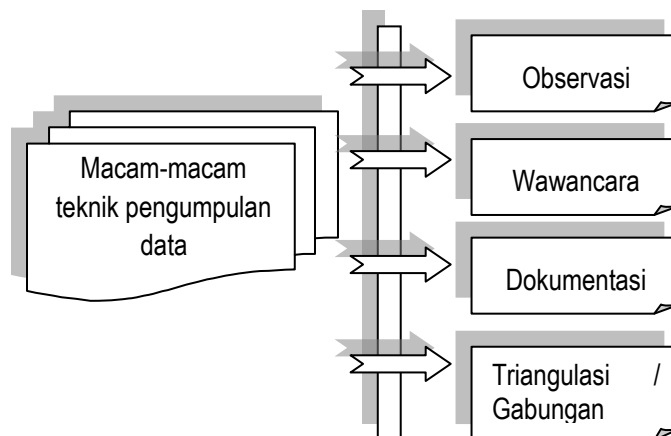 Macam-macam
teknik pengumpulan
data
Observasi
Wawancara
Dokumentasi
Triangulasi /
Gabungan